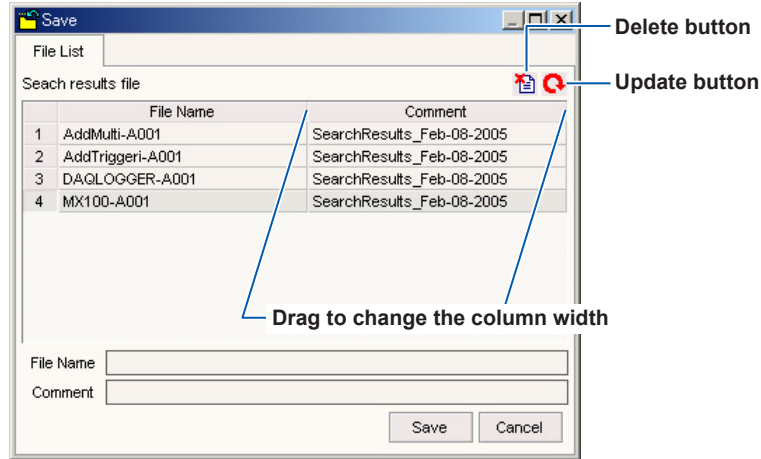 Save
Delete button
File List
Seach results file
Update button
File Name Comment
1 AddMulti-A001 SearchResults_Feb-08-2005
2 AddTriggeri-A001 SearchResults_Feb-08-2005
3 DAQLOGGER-A001 SearchResults_Feb-08-2005
4 MX100-A001 SearchResults_Feb-08-2005
Drag to change the column width
File Name
Comment
Save Cancel